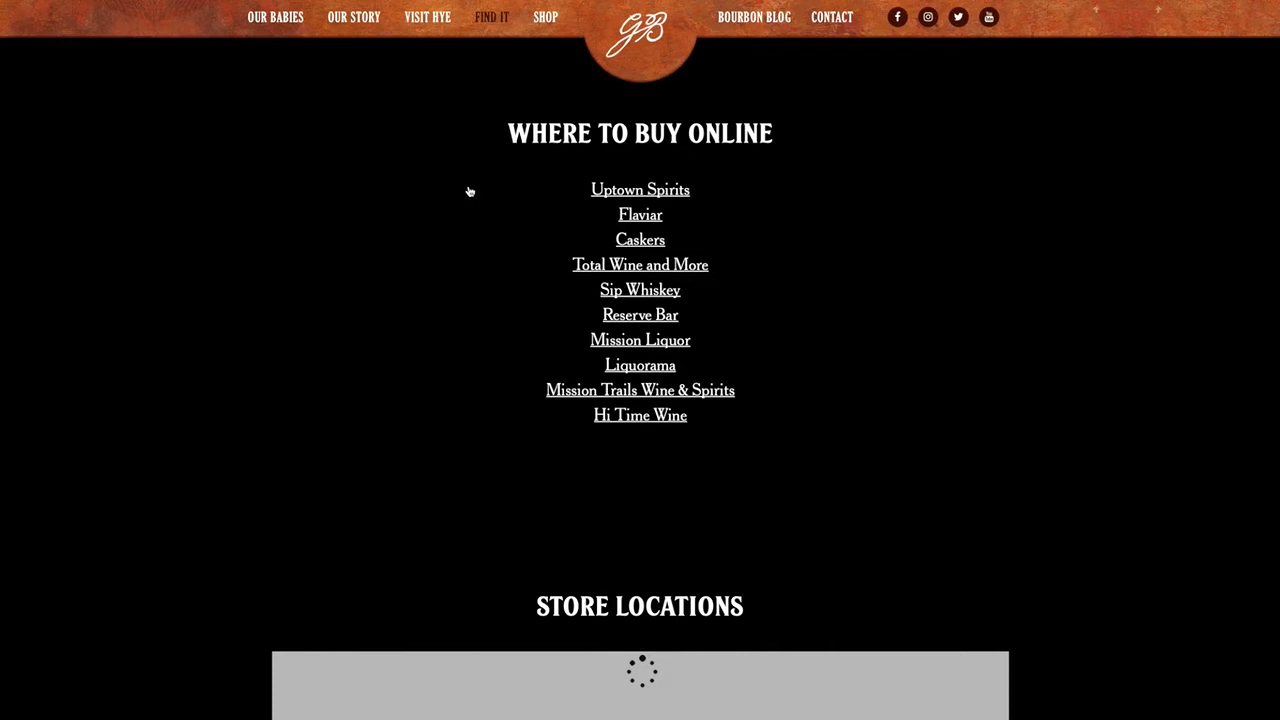 OUR BABIES OUR STORY VISIT HYE FIND IT SHOP GB BOURBON BLOG CONTACT
WHERE TO BUY ONLINE
Uptown Spirits
Flaviar
Caskers
Total Wine and More
Sip Whiskey
Reserve Bar
Mission Liquor
Liquorama
Mission Trails Wine & Spirits
Hi Time Wine
STORE LOCATIONS